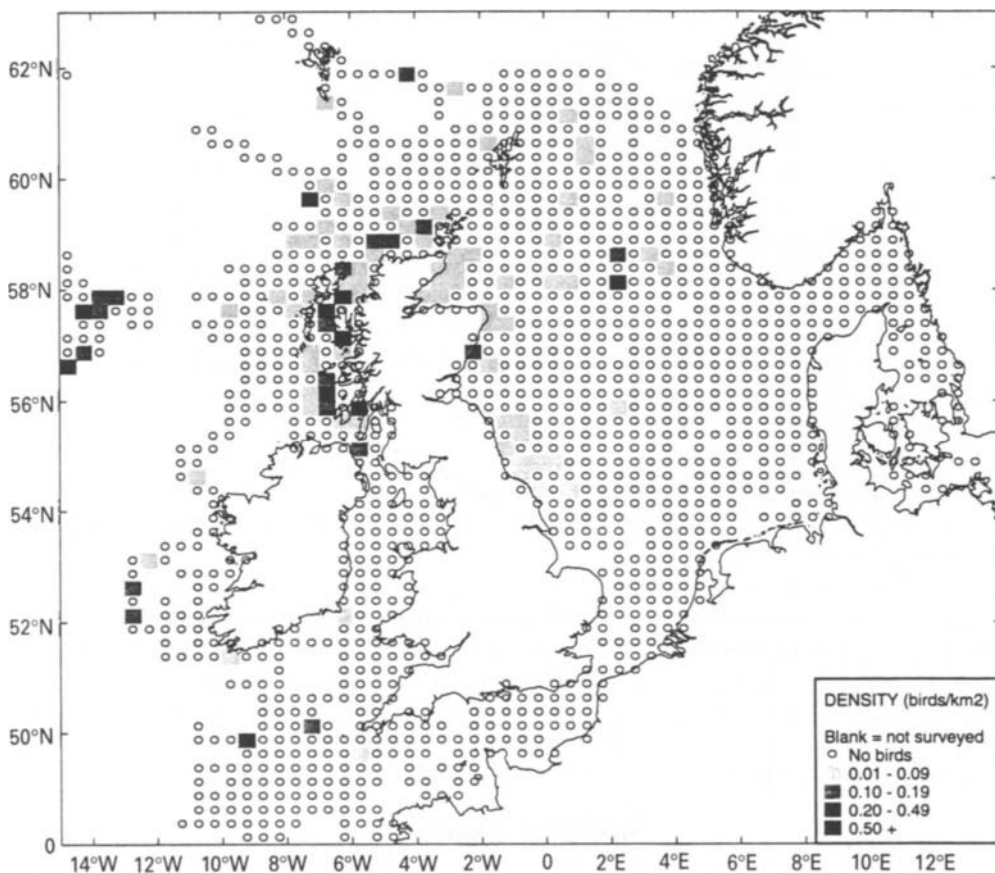 62°N
60°N
58°N
56°N
54°N
52°N
50°N
0
14°W 12°W 10°W 8°W 6°W 4°W 2°W 0 2°E 4°E 6°E 8°E 10°E 12°E
DENSITY (birds/km2)
Blank = not surveyed
No birds
0.01 - 0.09
0.10 - 0.19
0.20 - 0.49
0.50 +